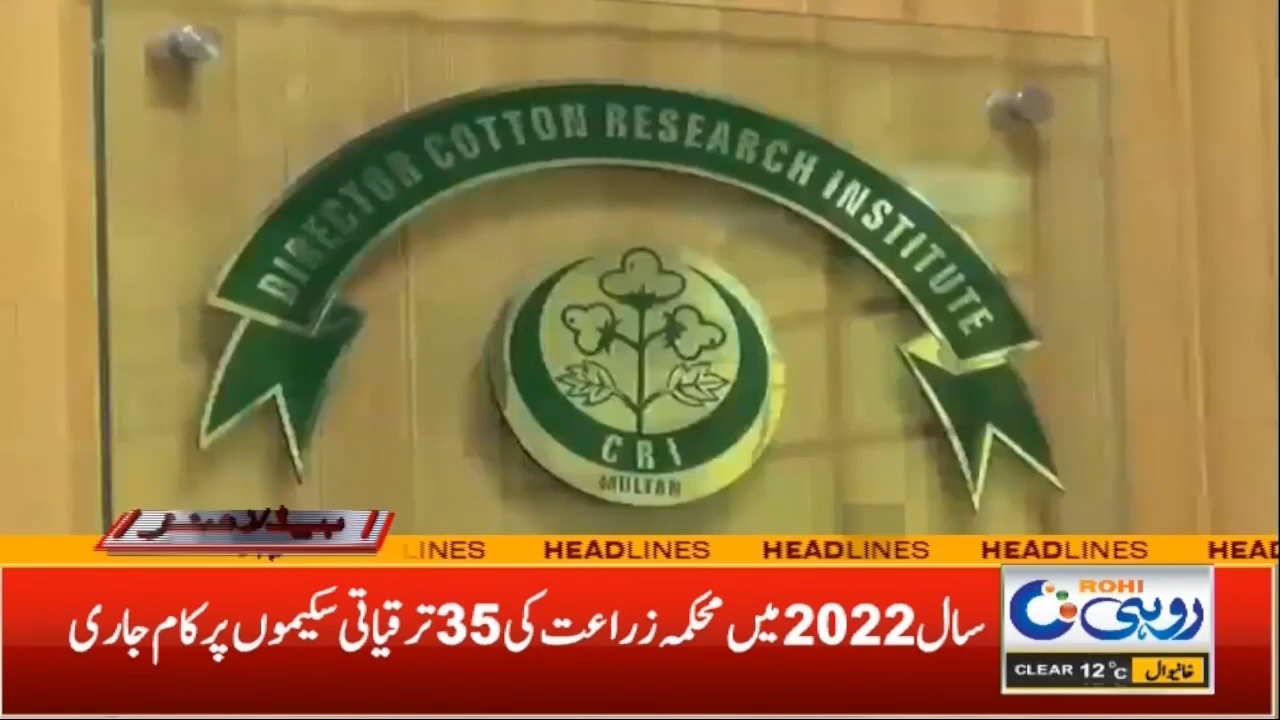 DIRECTOR COTTON RESEARCH INSTITUTE
CRI
MULTAN
ہیڈلائنز
LINES HEADLINES HEADLINES HEADLINES HEAD
سال 2022 میں محکمہ زراعت کی 35 ترقیاتی سکیموں پر کام جاری
ROHI
روہی
CLEAR 12°C خانیوال